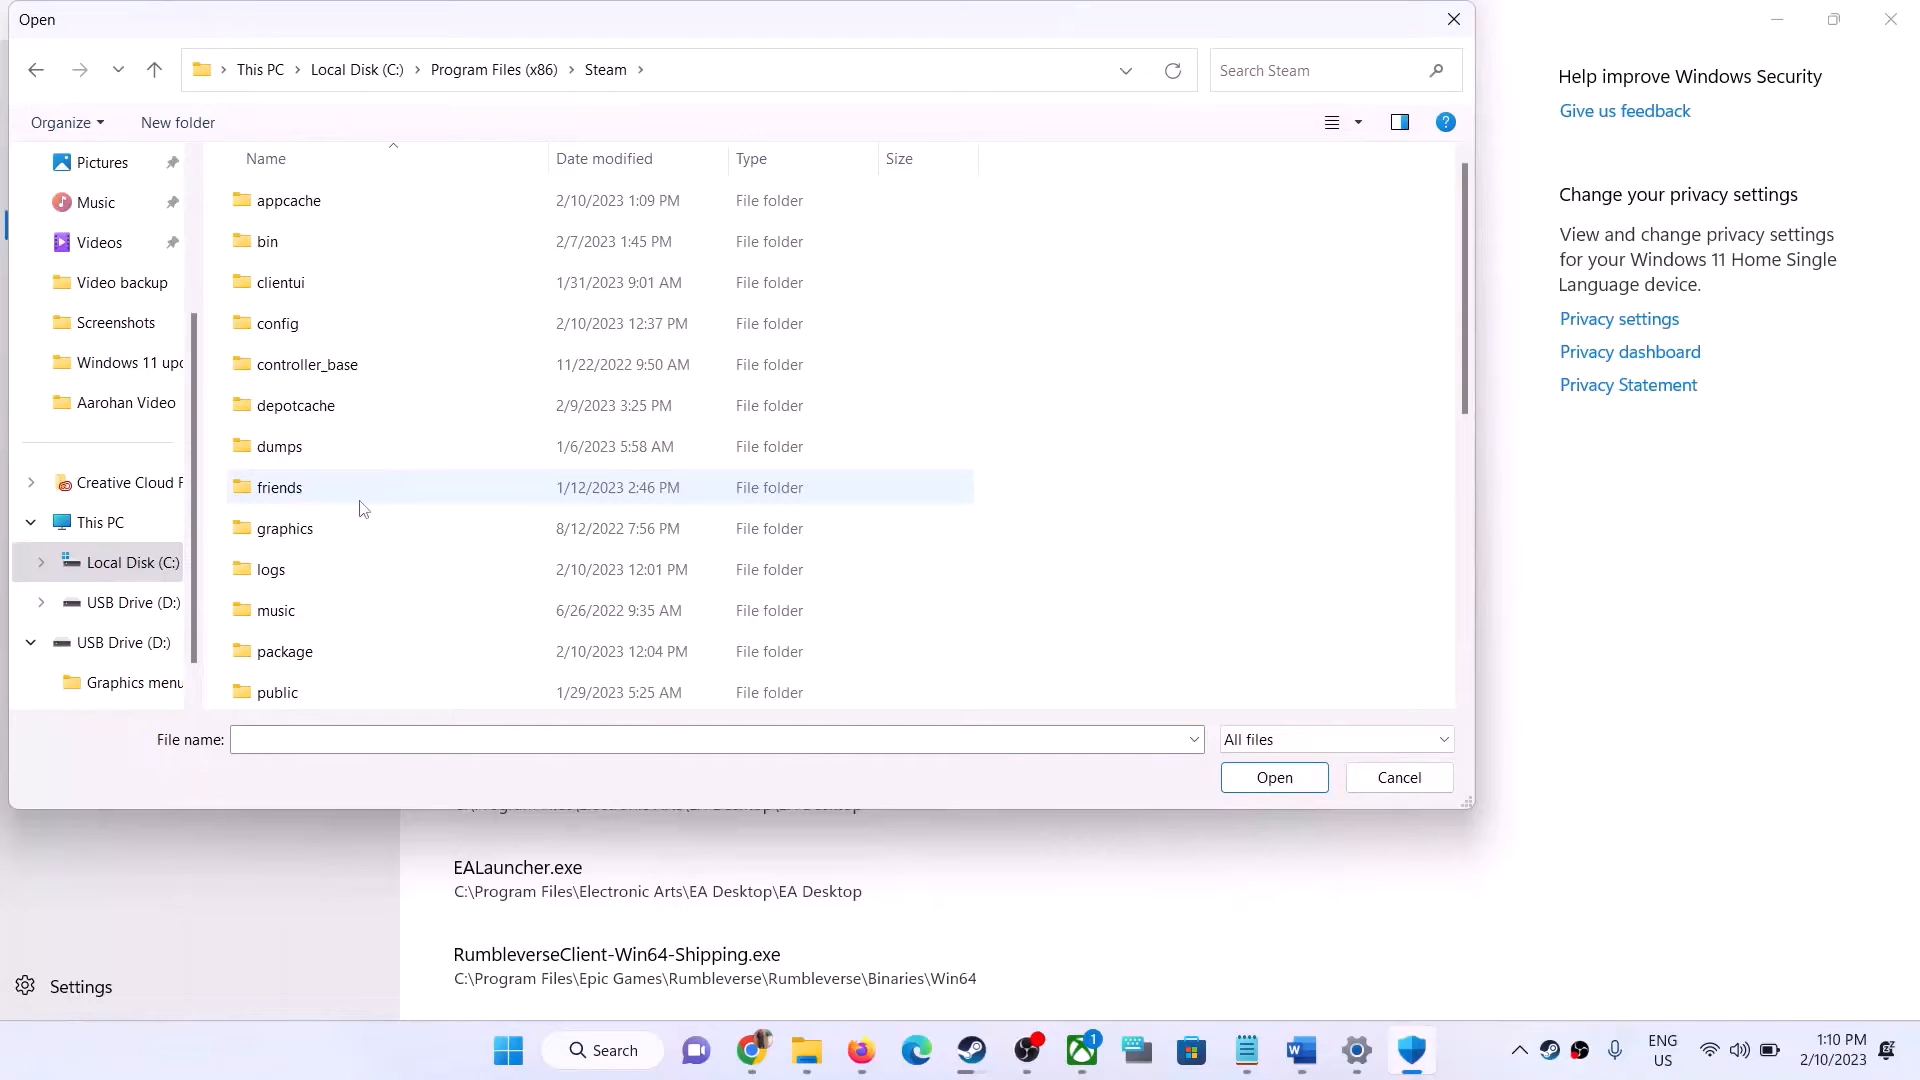 Open
This PC
Local Disk (C:)
Program Files (x86)
Steam
Search Steam
Organize
New folder
Name
Date modified
Type
Size
Pictures
Music
Videos
Video backup
Screenshots
Windows 11 upd
Aarohan Video
Creative Cloud F
This PC
Local Disk (C:)
USB Drive (D:)
USB Drive (D:)
Graphics menu
appcache 2/10/2023 1:09 PM File folder
bin 2/7/2023 1:45 PM File folder
clientui 1/31/2023 9:01 AM File folder
config 2/10/2023 12:37 PM File folder
controller_base 11/22/2022 9:50 AM File folder
depotcache 2/9/2023 3:25 PM File folder
dumps 1/6/2023 5:58 AM File folder
friends 1/12/2023 2:46 PM File folder
graphics 8/12/2022 7:56 PM File folder
logs 2/10/2023 12:01 PM File folder
music 6/26/2022 9:35 AM File folder
package 2/10/2023 12:04 PM File folder
public 1/29/2023 5:25 AM File folder
File name:
All files
Open
Cancel
Help improve Windows Security
Give us feedback
Change your privacy settings
View and change privacy settings
for your Windows 11 Home Single
Language device.
Privacy settings
Privacy dashboard
Privacy Statement
EALauncher.exe
C:\Program Files\Electronic Arts\EA Desktop\EA Desktop
RumbleverseClient-Win64-Shipping.exe
C:\Program Files\Epic Games\Rumbleverse\Rumbleverse\Binaries\Win64
Settings
Search
1
ENG
US
1:10 PM
2/10/2023